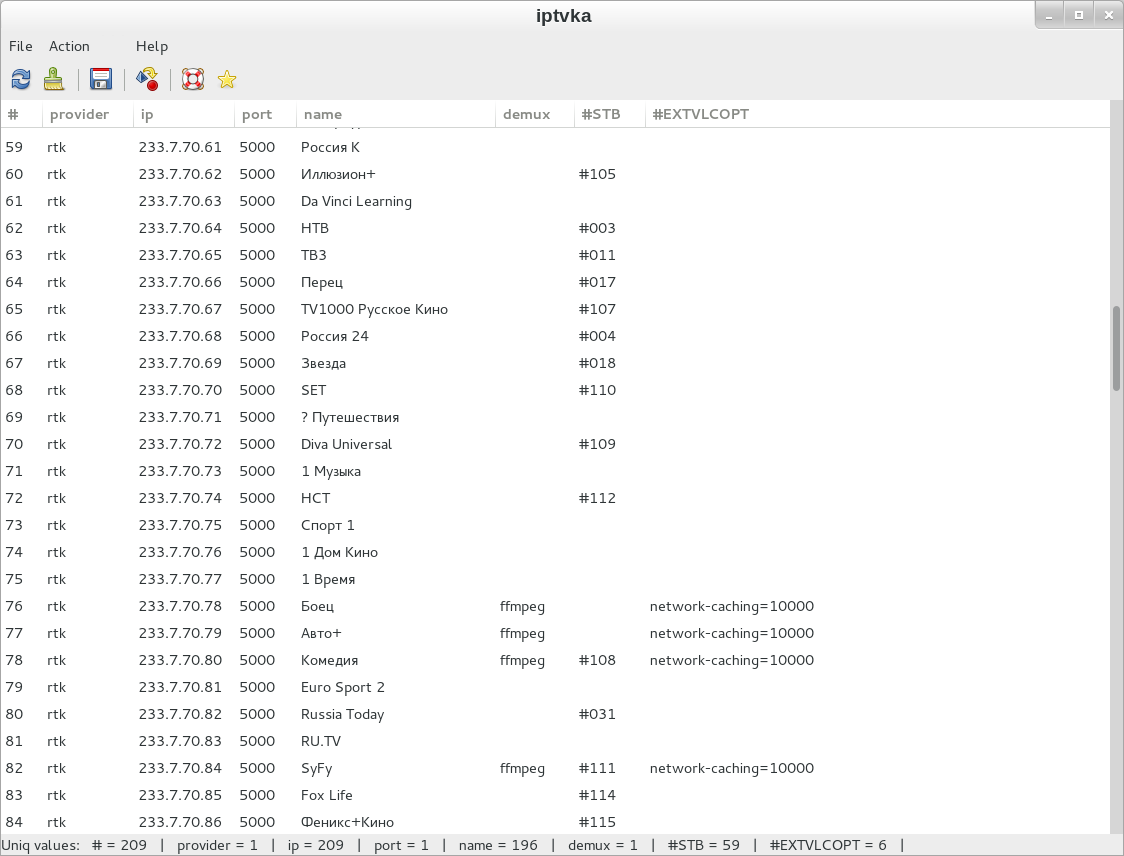 iptvka
File Action Help
# provider ip port name demux #STB #EXTVLCOPT
59 rtk 233.7.70.61 5000 Россия К
60 rtk 233.7.70.62 5000 Иллюзион+ #105
61 rtk 233.7.70.63 5000 Da Vinci Learning
62 rtk 233.7.70.64 5000 НТВ #003
63 rtk 233.7.70.65 5000 ТВ3 #011
64 rtk 233.7.70.66 5000 Перец #017
65 rtk 233.7.70.67 5000 TV1000 Русское Кино #107
66 rtk 233.7.70.68 5000 Россия 24 #004
67 rtk 233.7.70.69 5000 Звезда #018
68 rtk 233.7.70.70 5000 SET #110
69 rtk 233.7.70.71 5000 ? Путешествия
70 rtk 233.7.70.72 5000 Diva Universal #109
71 rtk 233.7.70.73 5000 1 Музыка
72 rtk 233.7.70.74 5000 НСТ #112
73 rtk 233.7.70.75 5000 Спорт 1
74 rtk 233.7.70.76 5000 1 Дом Кино
75 rtk 233.7.70.77 5000 1 Время
76 rtk 233.7.70.78 5000 Боец ffmpeg network-caching=10000
77 rtk 233.7.70.79 5000 Авто+ ffmpeg network-caching=10000
78 rtk 233.7.70.80 5000 Комедия ffmpeg #108 network-caching=10000
79 rtk 233.7.70.81 5000 Euro Sport 2
80 rtk 233.7.70.82 5000 Russia Today #031
81 rtk 233.7.70.83 5000 RU.TV
82 rtk 233.7.70.84 5000 SyFy ffmpeg #111 network-caching=10000
83 rtk 233.7.70.85 5000 Fox Life #114
84 rtk 233.7.70.86 5000 Феникс+Кино #115
Uniq values: # = 209 | provider = 1 | ip = 209 | port = 1 | name = 196 | demux = 1 | #STB = 59 | #EXTVLCOPT = 6 |